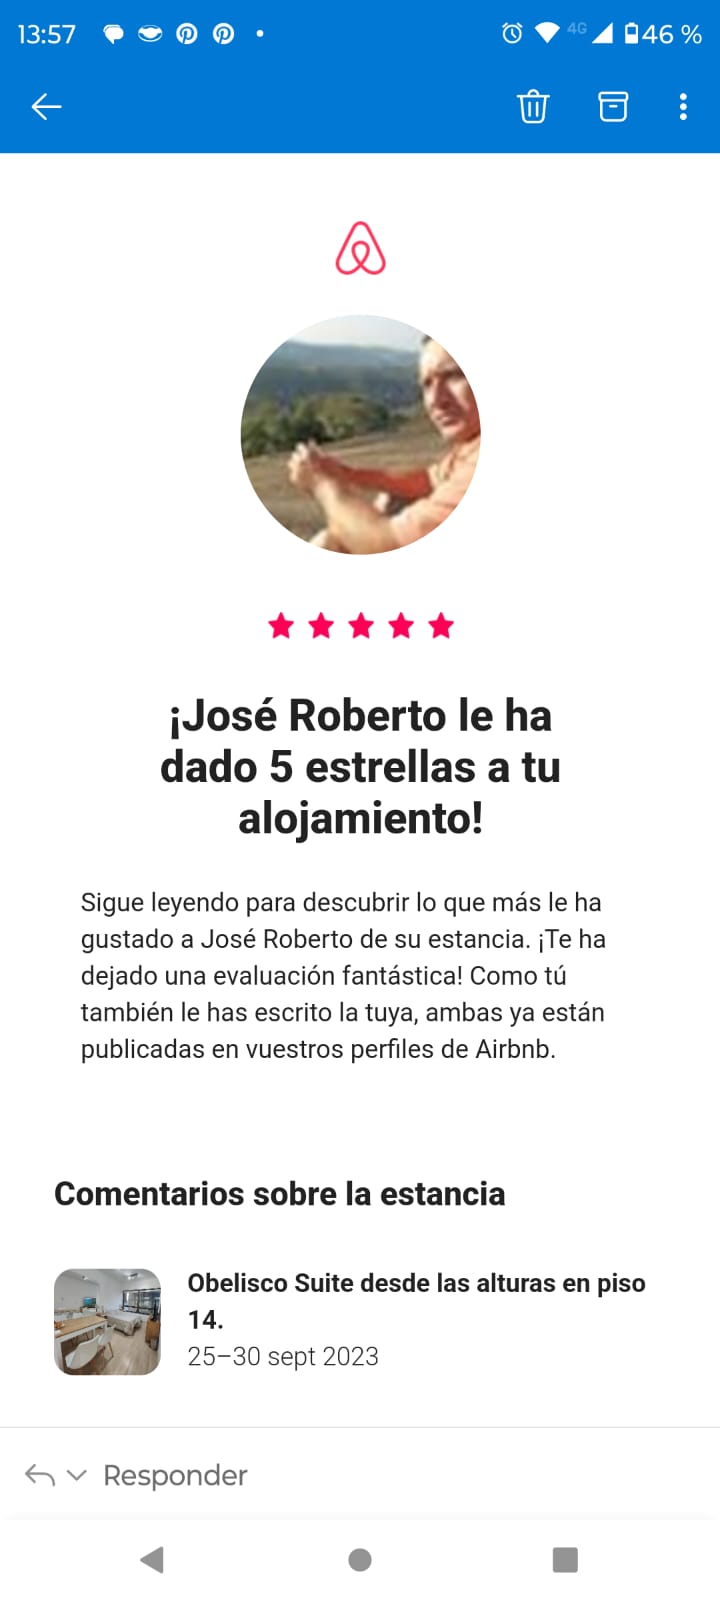 13:57
4G
46 %
¡José Roberto le ha
dado 5 estrellas a tu
alojamiento!
Sigue leyendo para descubrir lo que más le ha
gustado a José Roberto de su estancia. ¡Te ha
dejado una evaluación fantástica! Como tú
también le has escrito la tuya, ambas ya están
publicadas en vuestros perfiles de Airbnb.
Comentarios sobre la estancia
Obelisco Suite desde las alturas en piso
14.
25–30 sept 2023
Responder